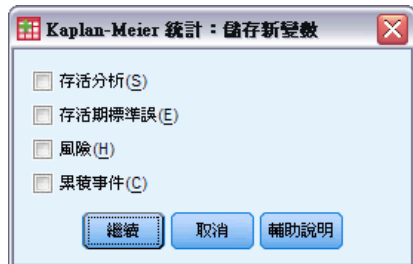 Kaplan-Meier 統計：儲存新變數
存活分析(S)
存活期標準誤(E)
風險(H)
累積事件(C)
繼續 取消 輔助說明